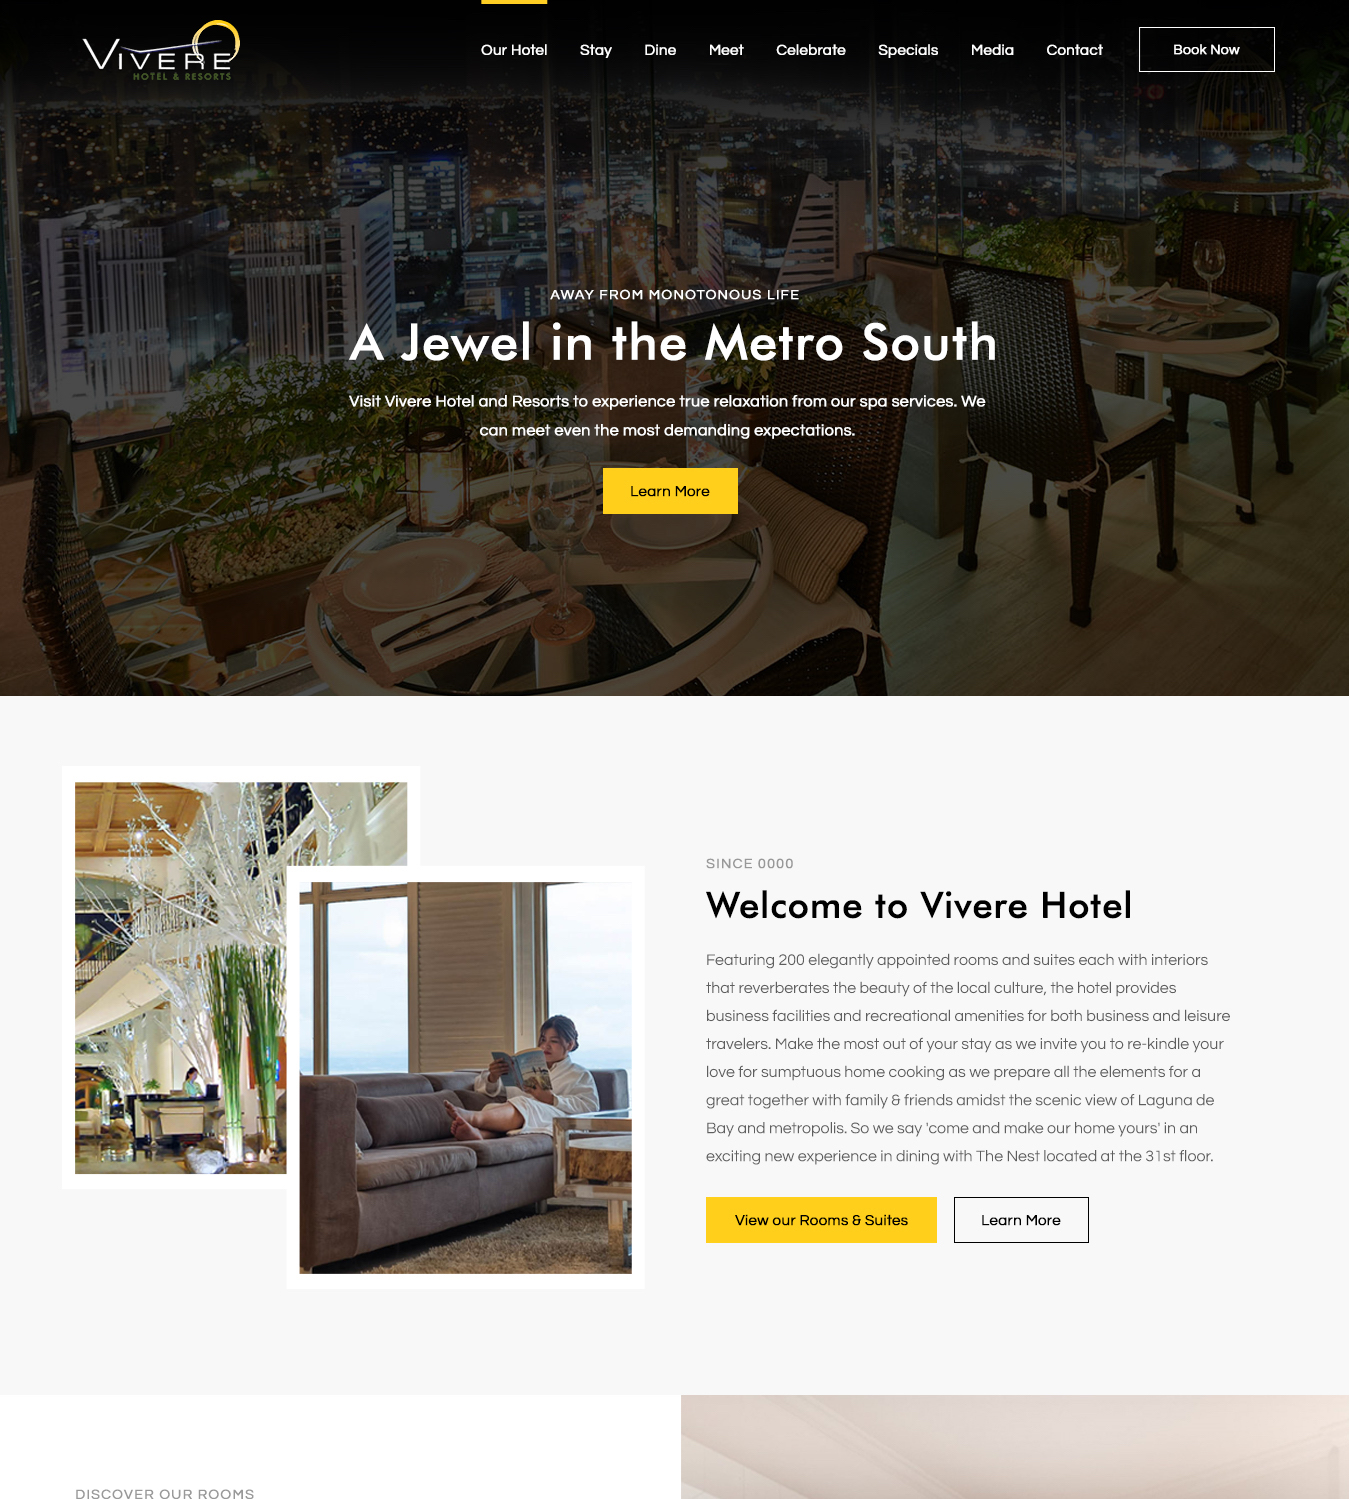 VIVERE
HOTEL & RESORTS
Our Hotel Stay Dine Meet Celebrate Specials Media Contact Book Now
AWAY FROM MONOTONOUS LIFE
A Jewel in the Metro South
Visit Vivere Hotel and Resorts to experience true relaxation from our spa services. We
can meet even the most demanding expectations.
Learn More
SINCE 0000
Welcome to Vivere Hotel
Featuring 200 elegantly appointed rooms and suites each with interiors
that reverberates the beauty of the local culture, the hotel provides
business facilities and recreational amenities for both business and leisure
travelers. Make the most out of your stay as we invite you to re-kindle your
love for sumptuous home cooking as we prepare all the elements for a
great together with family & friends amidst the scenic view of Laguna de
Bay and metropolis. So we say 'come and make our home yours' in an
exciting new experience in dining with The Nest located at the 31st floor.
View our Rooms & Suites Learn More
DISCOVER OUR ROOMS